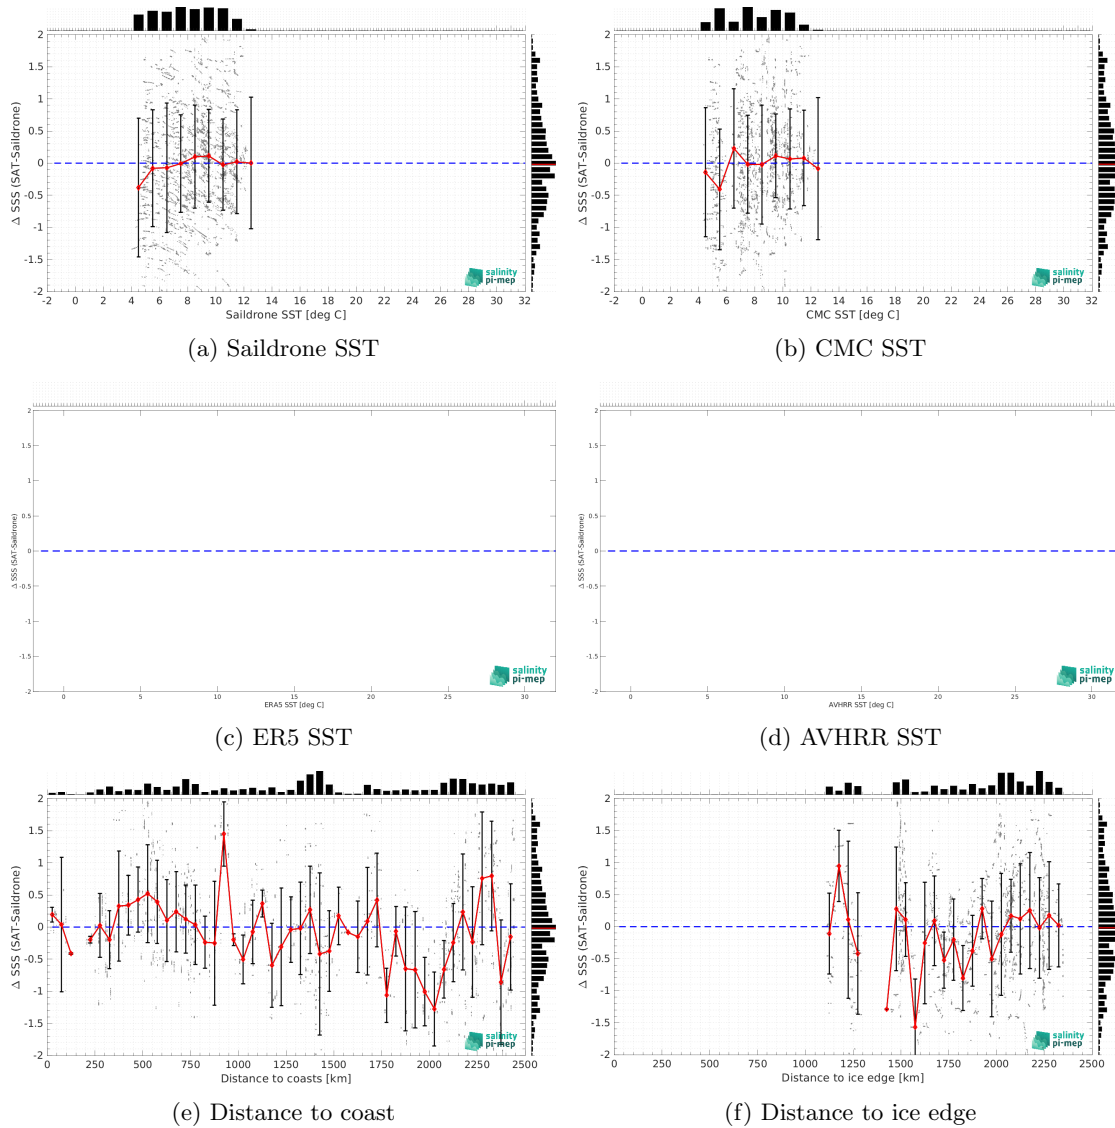 2
1.5
1
0.5
0
-0.5
-1
-1.5
-2
Δ SSS (SAT-Saildrone)
-2 0 2 4 6 8 10 12 14 16 18 20 22 24 26 28 30 32
Saildrone SST [deg C]
salinity
pi-mep
(a) Saildrone SST
2
1.5
1
0.5
0
-0.5
-1
-1.5
-2
Δ SSS (SAT-Saildrone)
-2 0 2 4 6 8 10 12 14 16 18 20 22 24 26 28 30 32
CMC SST [deg C]
salinity
pi-mep
(b) CMC SST
2
1.5
1
0.5
0
-0.5
-1
-1.5
-2
Δ SSS (SAT-Saildrone)
0 5 10 15 20 25 30
ERA5 SST [deg C]
salinity
pi-mep
(c) ER5 SST
2
1.5
1
0.5
0
-0.5
-1
-1.5
-2
Δ SSS (SAT-Saildrone)
0 5 10 15 20 25 30
AVHRR SST [deg C]
salinity
pi-mep
(d) AVHRR SST
2
1.5
1
0.5
0
-0.5
-1
-1.5
-2
Δ SSS (SAT-Saildrone)
0 250 500 750 1000 1250 1500 1750 2000 2250 2500
Distance to coasts [km]
salinity
pi-mep
(e) Distance to coast
2
1.5
1
0.5
0
-0.5
-1
-1.5
-2
Δ SSS (SAT-Saildrone)
0 250 500 750 1000 1250 1500 1750 2000 2250 2500
Distance to ice edge [km]
salinity
pi-mep
(f) Distance to ice edge